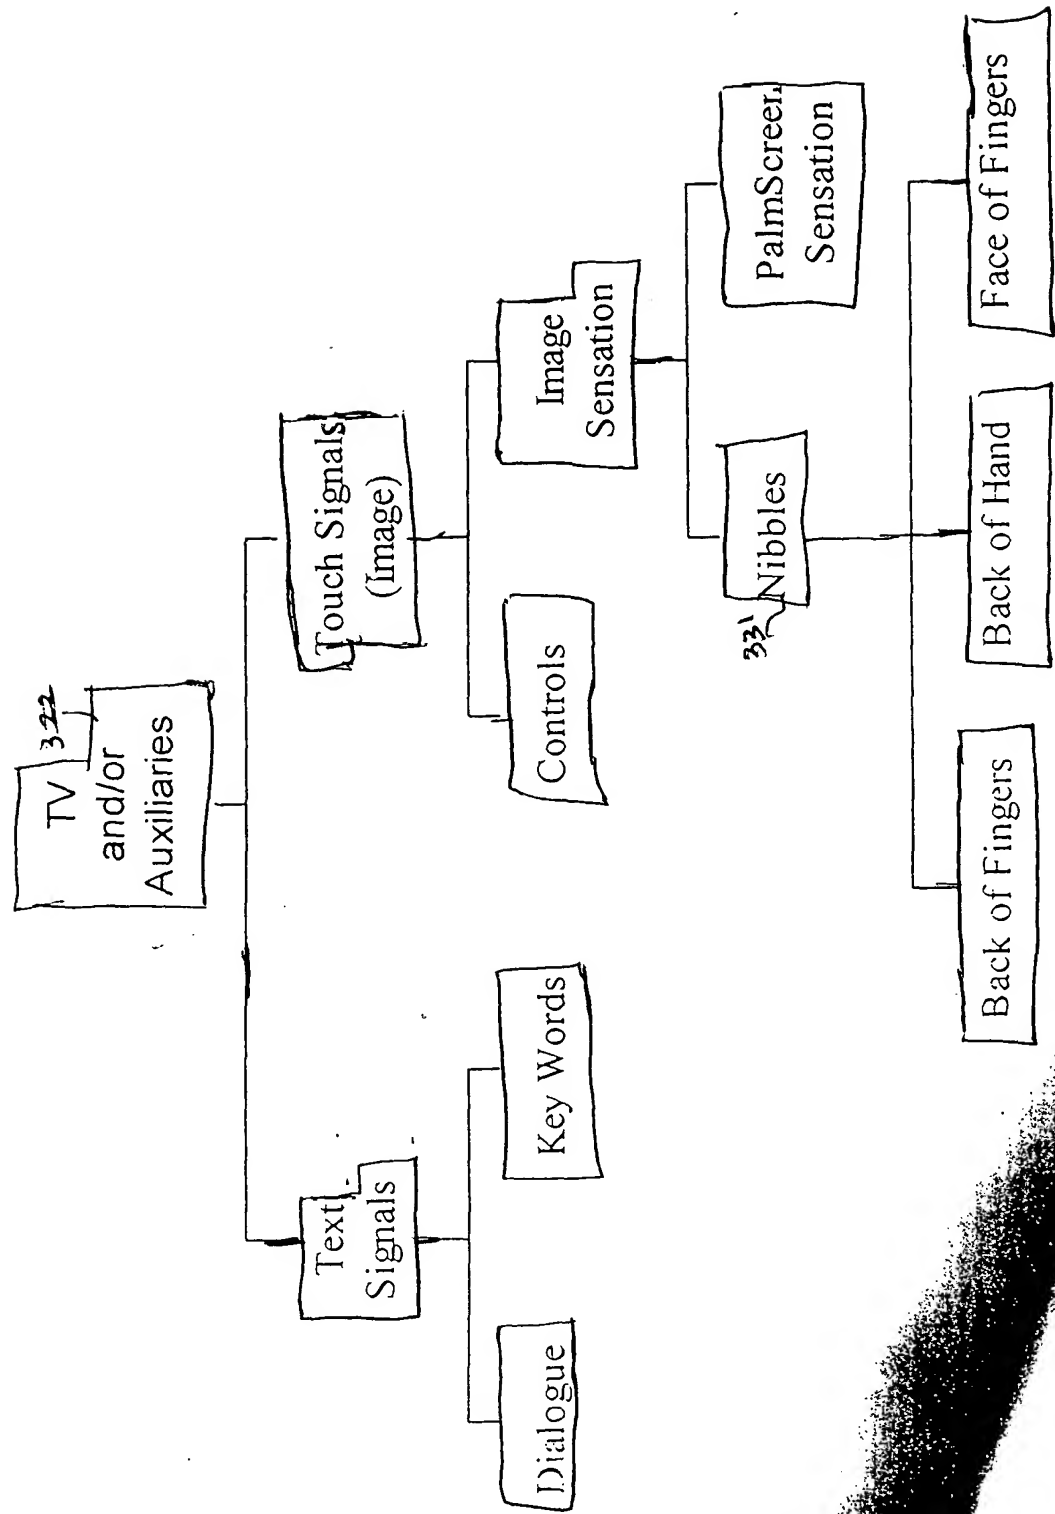 TV
and/or
Auxiliaries
322
Text
Signals
Touch Signals
(Image)
Dialogue
Key Words
Controls
Image
Sensation
331
Nibbles
PalmScreen
Sensation
Back of Fingers
Back of Hand
Face of Fingers